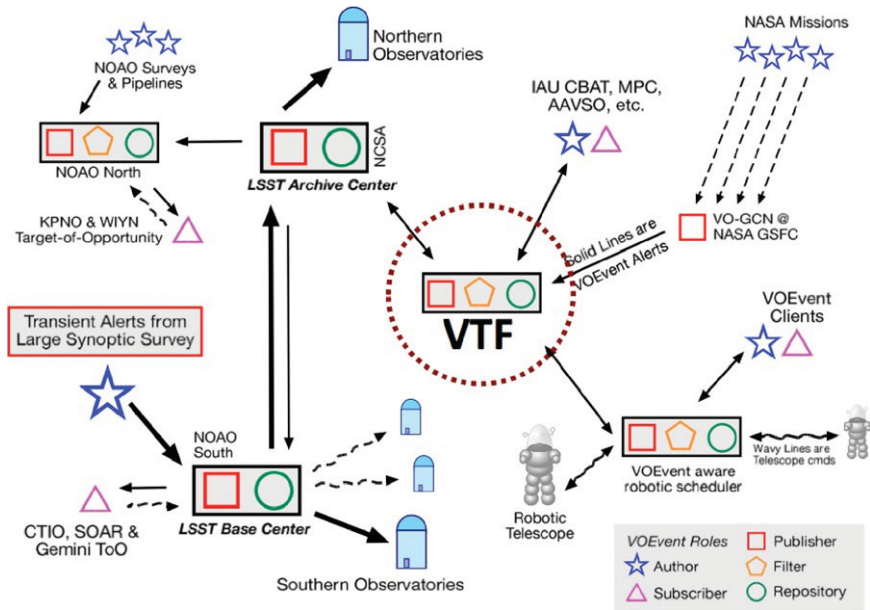 Northern
Observatories
NASA Missions
NOAO Surveys
& Pipelines
IAU CBAT, MPC,
AAVSO, etc.
NCSA
LSST Archive Center
NOAO North
KPNO & WIYN
Target-of-Opportunity
VO-GCN @
NASA GSFC
Solid Lines are
VOEvent Alerts
VTF
Transient Alerts from
Large Synoptic Survey
VOEvent
Clients
NOAO
South
LSST Base Center
CTIO, SOAR &
Gemini ToO
Southern Observatories
Robotic
Telescope
VOEvent aware
robotic scheduler
Wavy Lines are
Telescope cmds
VOEvent Roles
Publisher
Author
Filter
Subscriber
Repository